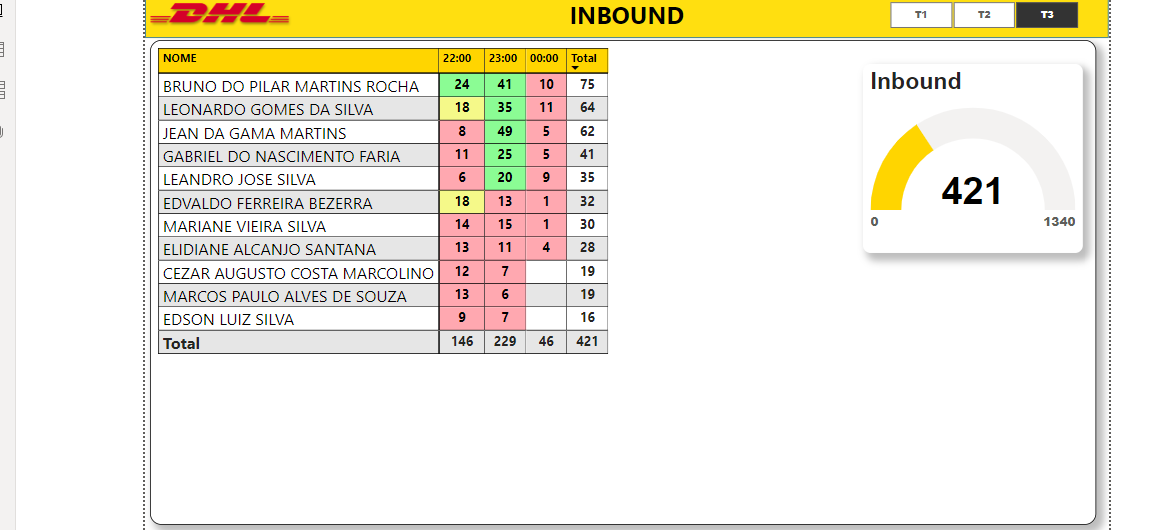 DHL
INBOUND
T1 T2 T3
NOME 22:00 23:00 00:00 Total
BRUNO DO PILAR MARTINS ROCHA 24 41 10 75
LEONARDO GOMES DA SILVA 18 35 11 64
JEAN DA GAMA MARTINS 8 49 5 62
GABRIEL DO NASCIMENTO FARIA 11 25 5 41
LEANDRO JOSE SILVA 6 20 9 35
EDVALDO FERREIRA BEZERRA 18 13 1 32
MARIANE VIEIRA SILVA 14 15 1 30
ELIDIANE ALCANJO SANTANA 13 11 4 28
CEZAR AUGUSTO COSTA MARCOLINO 12 7 19
MARCOS PAULO ALVES DE SOUZA 13 6 19
EDSON LUIZ SILVA 9 7 16
Total 146 229 46 421
Inbound
421
0 1340